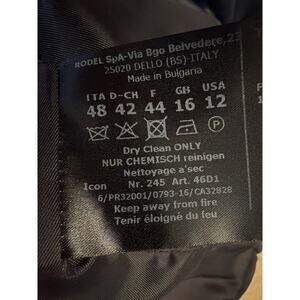 RODEL SpA-Via Bgo Belvedere,
25020 DELLO (BS)-ITALY
Made in Bulgaria
ITA D-CH F GB USA
48 42 44 16 12
P
Dry Clean ONLY
NUR CHEMISCH reinigen
Nettoyage a'sec
Icon Nr. 245 Art. 46D1
6/PR32001/0793-16/CA32828
Keep away from fire
Tenir éloigné du feu